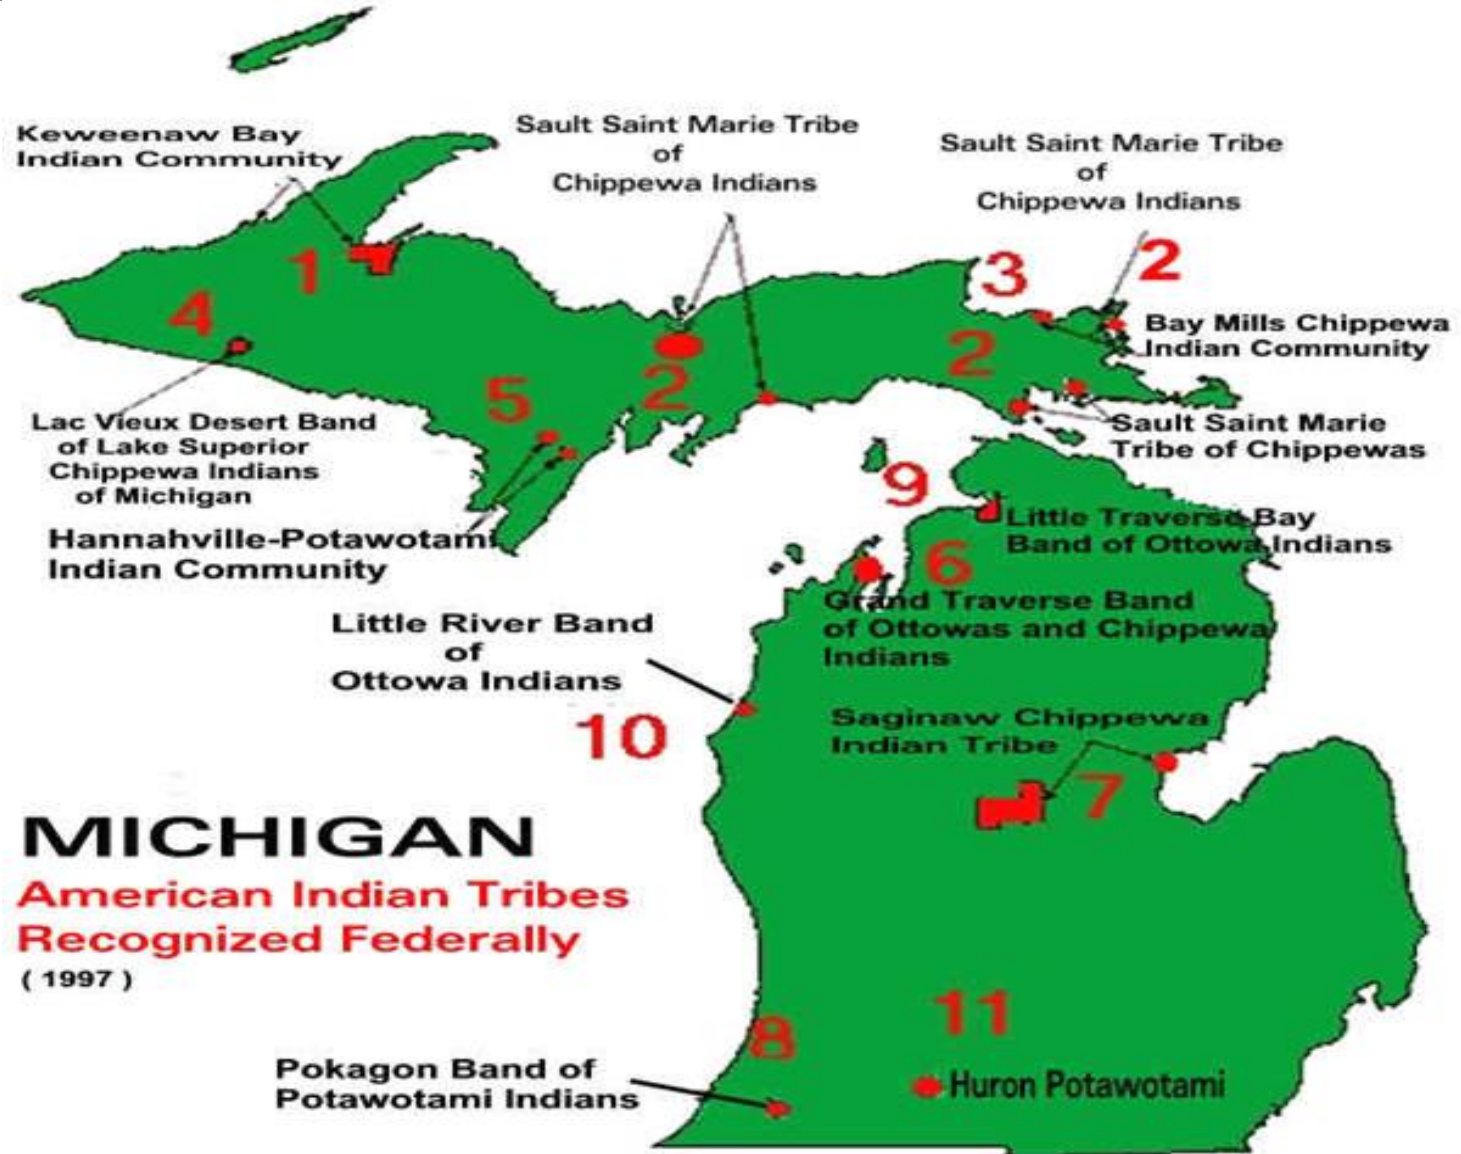 Keweenaw Bay
Indian Community
Sault Saint Marie Tribe
of
Chippewa Indians
Sault Saint Marie Tribe
of
Chippewa Indians
1
4
3
2
Bay Mills Chippewa
Indian Community
2
2
5
Lac Vieux Desert Band
of Lake Superior
Chippewa Indians
of Michigan
Sault Saint Marie
Tribe of Chippewas
Hannahville-Potawotami
Indian Community
9
Little Traverse Bay
Band of Ottowa Indians
6
Grand Traverse Band
of Ottowas and Chippewa
Indians
Little River Band
of
Ottowa Indians
10
Saginaw Chippewa
Indian Tribe
7
MICHIGAN
American Indian Tribes
Recognized Federally
( 1997 )
8
11
Pokagon Band of
Potawotami Indians
Huron Potawotami